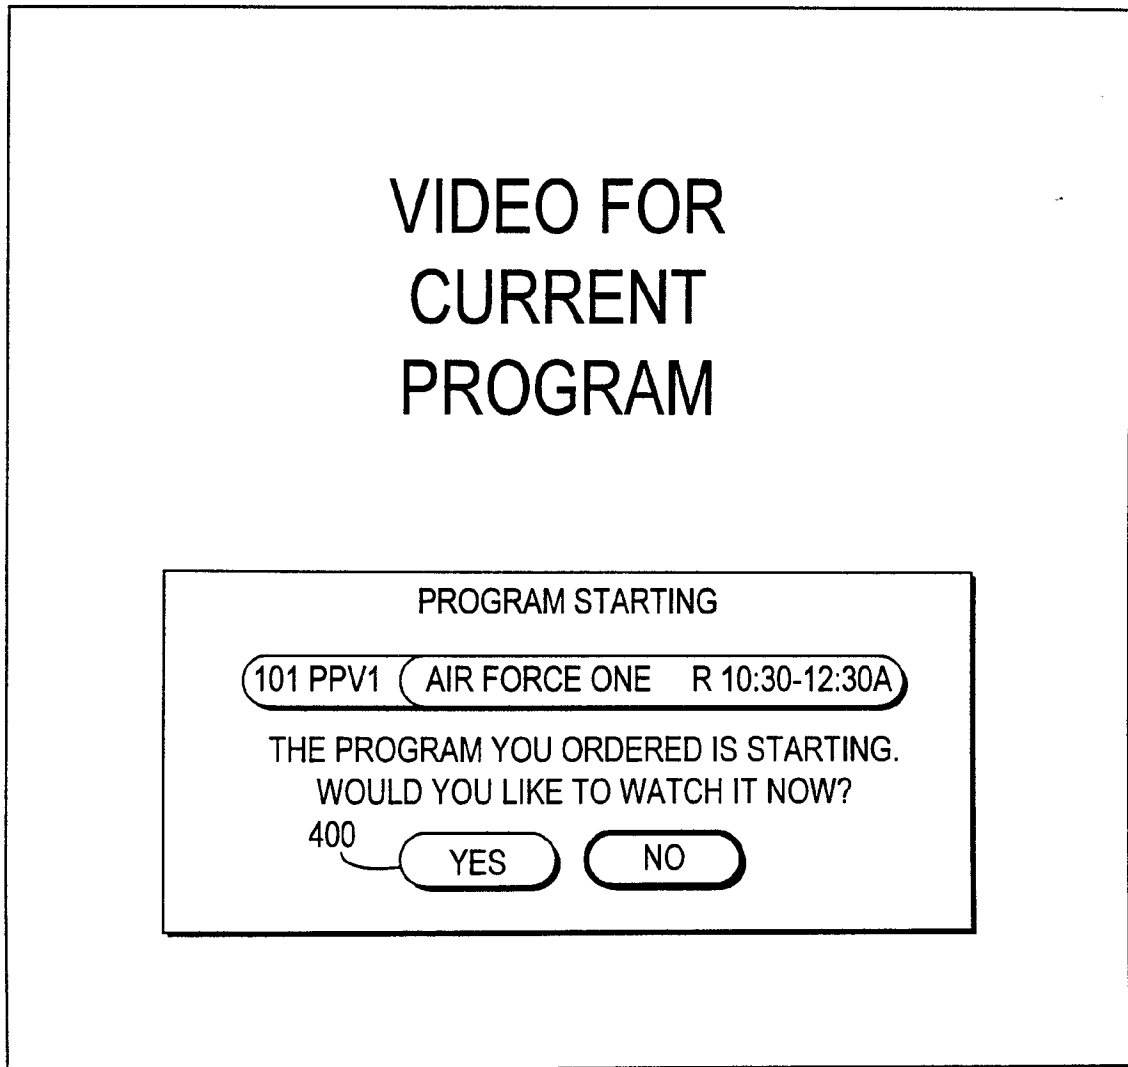 VIDEO FOR
CURRENT
PROGRAM
PROGRAM STARTING
101 PPV1 AIR FORCE ONE R 10:30-12:30A
THE PROGRAM YOU ORDERED IS STARTING.
WOULD YOU LIKE TO WATCH IT NOW?
400
YES NO